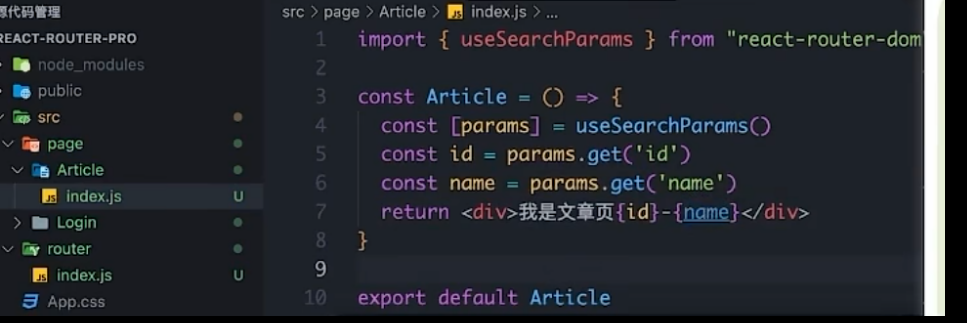 源代码管理
REACT-ROUTER-PRO
node_modules
public
src
page
Article
index.js U
Login
router
index.js U
App.css
src > page > Article > index.js > ...
1 import { useSearchParams } from "react-router-dom
2
3 const Article = () => {
4 const [params] = useSearchParams()
5 const id = params.get('id')
6 const name = params.get('name')
7 return <div>我是文章页{id}-{name}</div>
8 }
9
10 export default Article